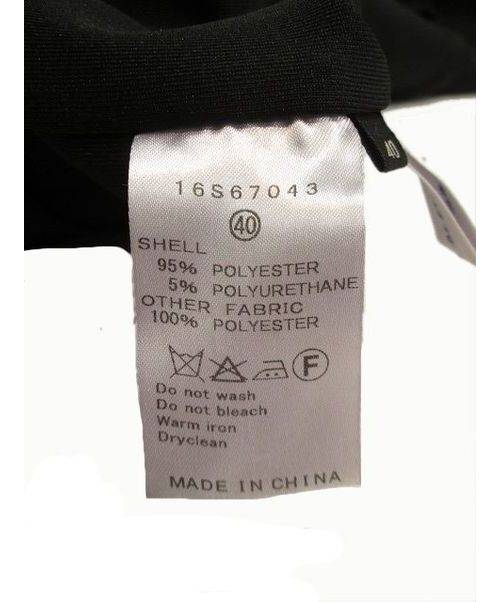 16S67043
40
40
SHELL
95% POLYESTER
5% POLYURETHANE
OTHER FABRIC
100% POLYESTER
F
Do not wash
Do not bleach
Warm iron
Dryclean
MADE IN CHINA